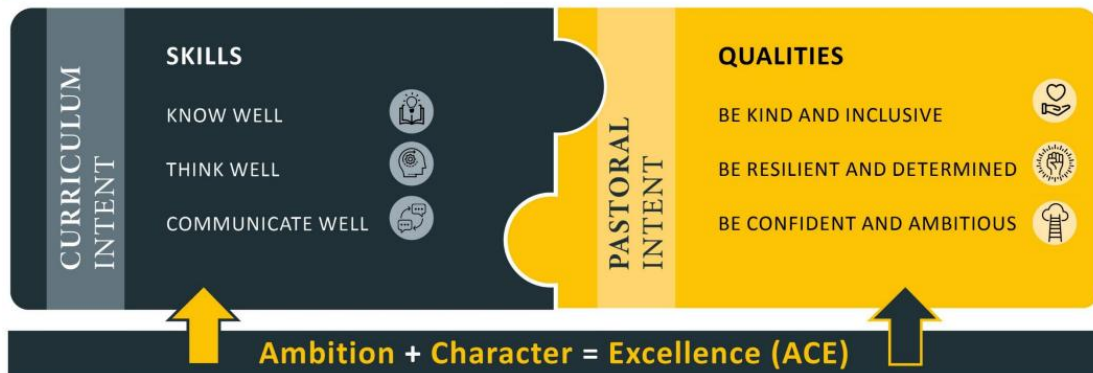 CURRICULUM
INTENT
SKILLS
KNOW WELL
THINK WELL
COMMUNICATE WELL
PASTORAL
INTENT
QUALITIES
BE KIND AND INCLUSIVE
BE RESILIENT AND DETERMINED
BE CONFIDENT AND AMBITIOUS
Ambition + Character = Excellence (ACE)